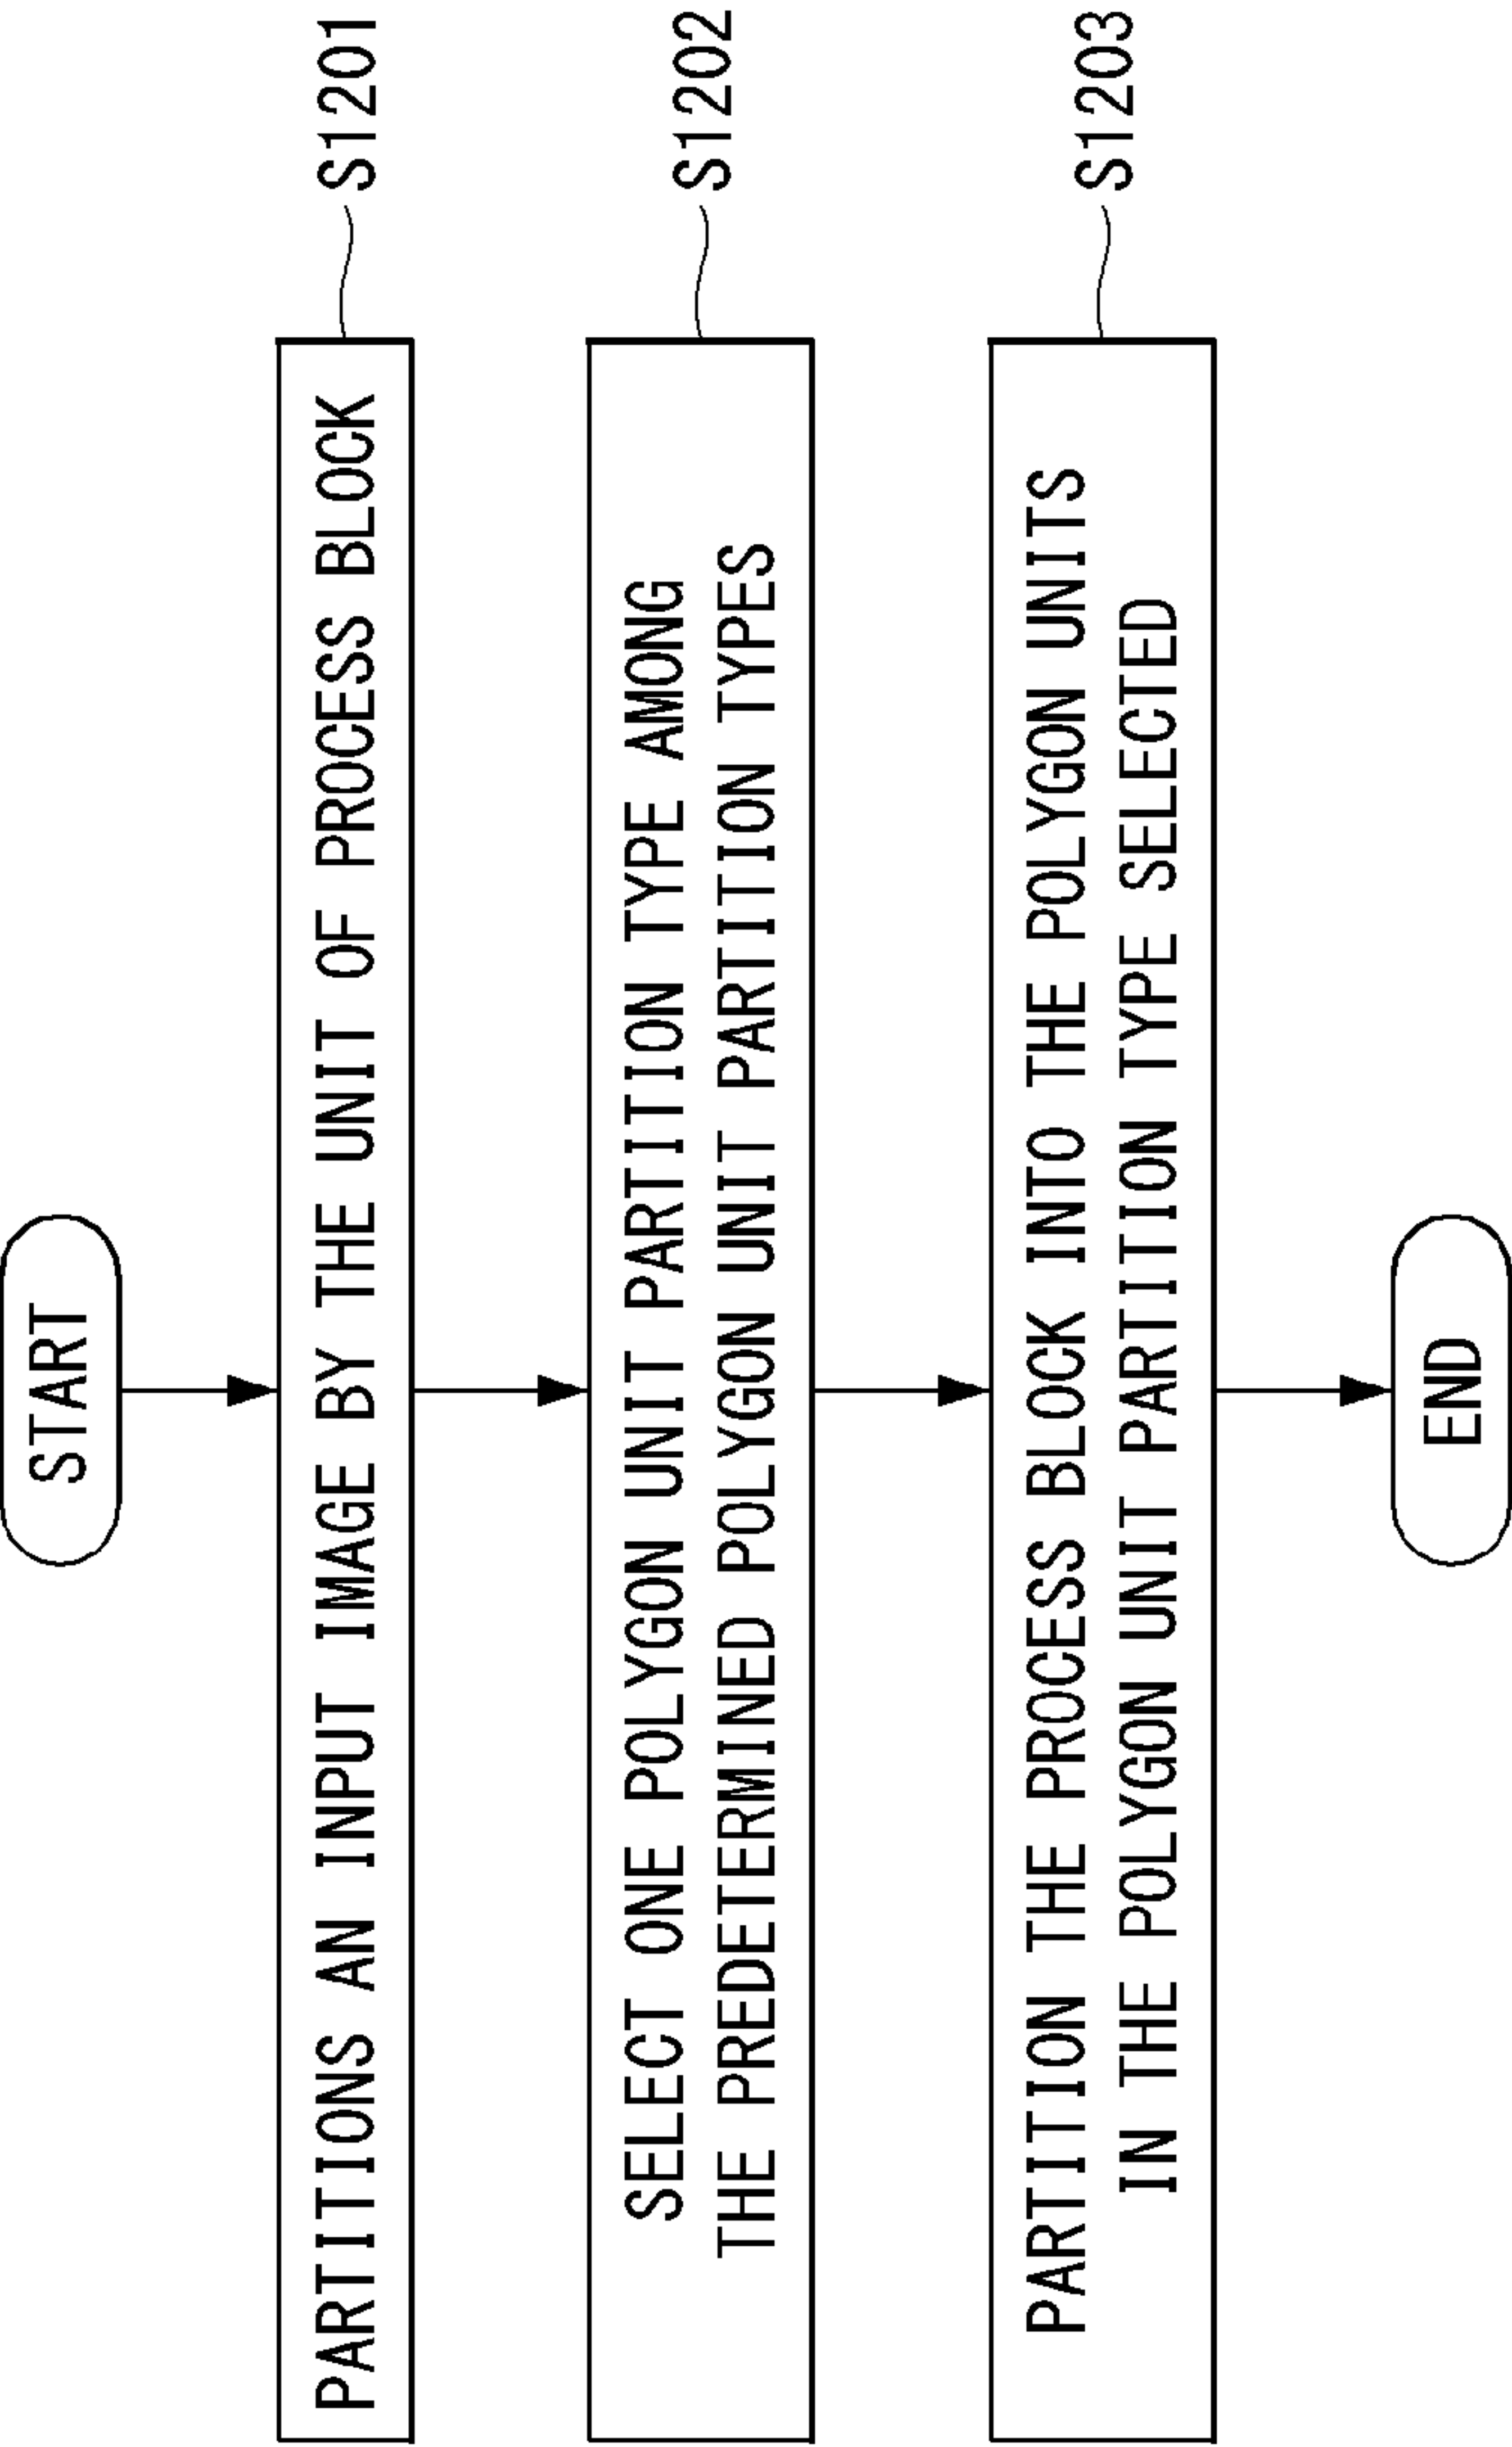 START
PARTITIONS AN INPUT IMAGE BY THE UNIT OF PROCESS BLOCK
S1201
SELECT ONE POLYGON UNIT PARTITION TYPE AMONG
THE PREDETERMINED POLYGON UNIT PARTITION TYPES
S1202
PARTITION THE PROCESS BLOCK INTO THE POLYGON UNITS
IN THE POLYGON UNIT PARTITION TYPE SELECTED
S1203
END